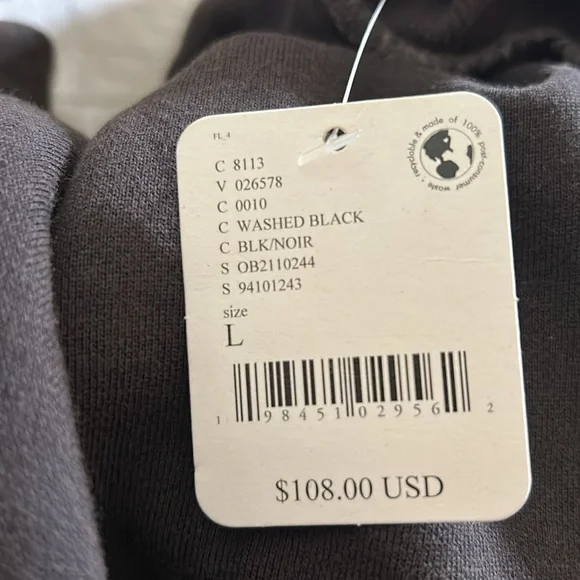 FL_4
recyclable & made of 100% post-consumer waste •
C 8113
V 026578
C 0010
C WASHED BLACK
C BLK/NOIR
S OB2110244
S 94101243
size
L
1 98451 02956 2
$108.00 USD